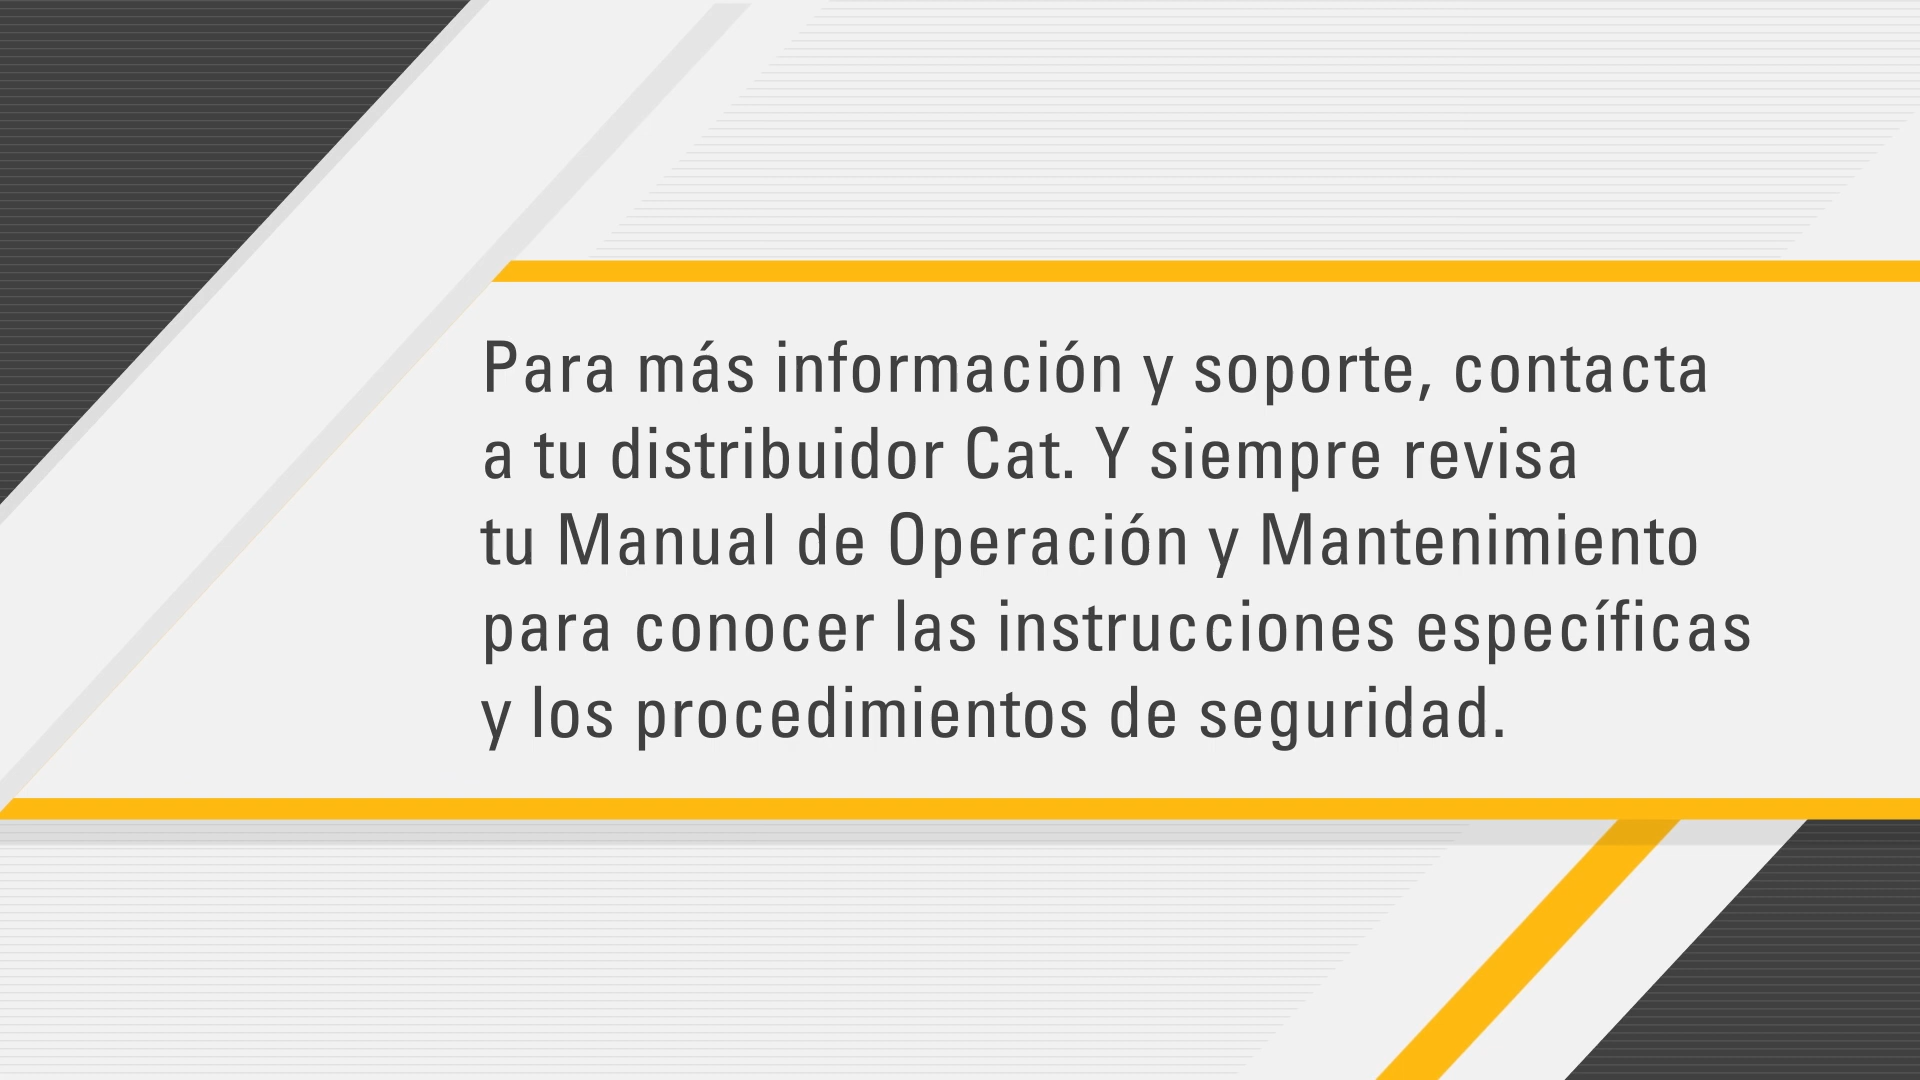 Para más información y soporte, contacta
a tu distribuidor Cat. Y siempre revisa
tu Manual de Operación y Mantenimiento
para conocer las instrucciones específicas
y los procedimientos de seguridad.